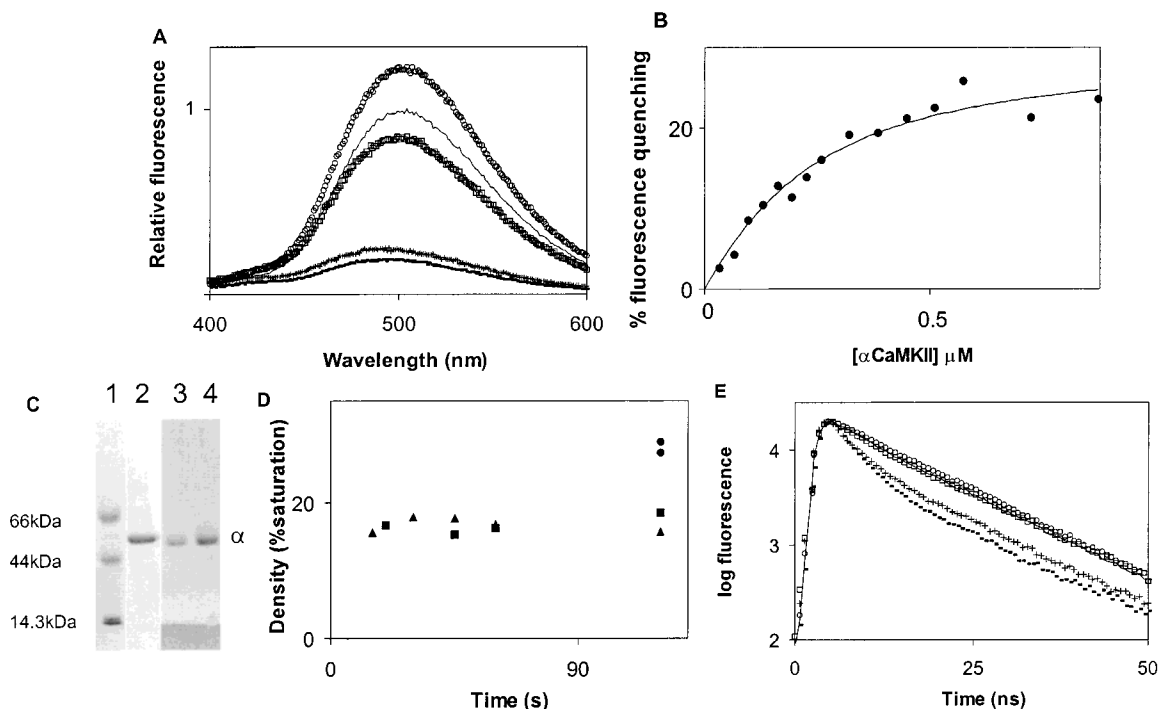 A
Relative fluorescence
1
400
500
600
Wavelength (nm)
B
% fluorescence quenching
20
0
0
0.5
[αCaMKII] μM
C
1 2 3 4
66kDa
44kDa
14.3kDa
α
D
Density (%saturation)
20
0
0
90
Time (s)
E
log fluorescence
4
3
2
0
25
50
Time (ns)